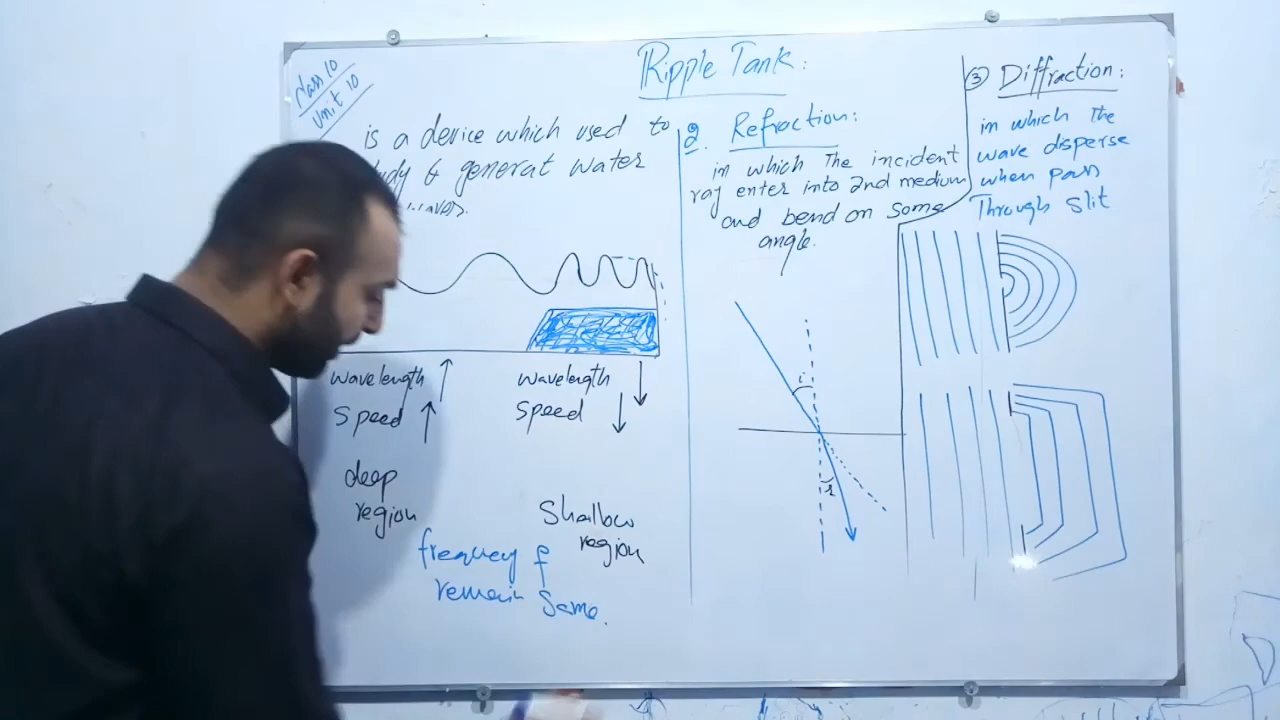 Class 10
Unit 10
Ripple Tank:
is a device which used to
& generat water
wavelength
speed
wavelength
speed
deep
region
Shallow
region
frequency f
remain same.
2. Refraction:
in which the incident
ray enter into 2nd medium
and bend on some
angle.
i
r
③ Diffraction:
in which the
wave disperse
when pass
Through slit